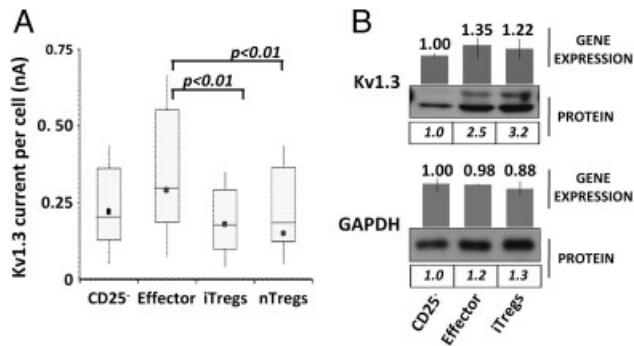 A
Kv1.3 current per cell (nA)
0.75
0.50
0.25
0
p<0.01
p<0.01
CD25⁻ Effector iTregs nTregs
B
Kv1.3
1.00 1.35 1.22
GENE EXPRESSION
1.0 2.5 3.2
PROTEIN
GAPDH
1.00 0.98 0.88
GENE EXPRESSION
1.0 1.2 1.3
PROTEIN
CD25⁻
Effector
iTregs